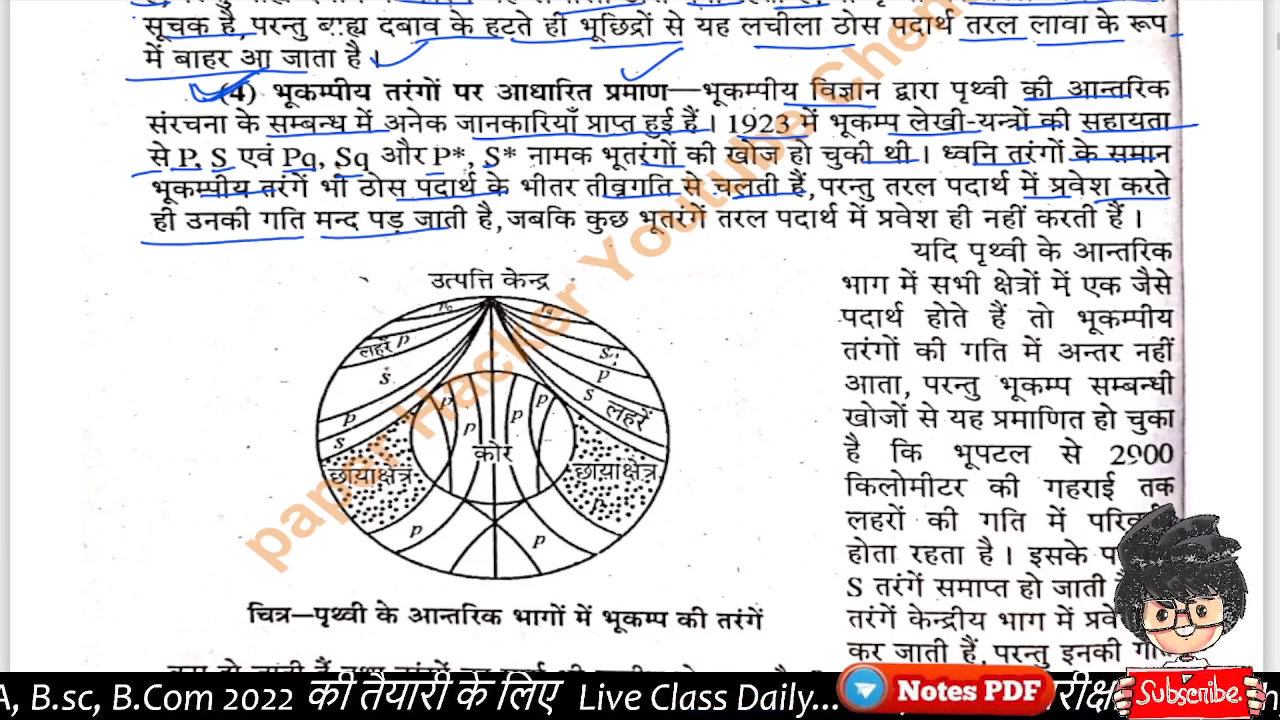 सूचक है, परन्तु बाह्य दबाव के हटते ही भूछिद्रों से यह लचीला ठोस पदार्थ तरल लावा के रूप
में बाहर आ जाता है।
(4) भूकम्पीय तरंगों पर आधारित प्रमाण—भूकम्पीय विज्ञान द्वारा पृथ्वी की आन्तरिक
संरचना के सम्बन्ध में अनेक जानकारियाँ प्राप्त हुई हैं। 1923 में भूकम्प लेखी-यन्त्रों की सहायता
से P, S एवं Pq, Sq और P*, S* नामक भूतरंगों की खोज हो चुकी थी। ध्वनि तरंगों के समान
भूकम्पीय तरंगें भी ठोस पदार्थ के भीतर तीव्रगति से चलती हैं, परन्तु तरल पदार्थ में प्रवेश करते
ही उनकी गति मन्द पड़ जाती है, जबकि कुछ भूतरंगें तरल पदार्थ में प्रवेश ही नहीं करती हैं।
यदि पृथ्वी के आन्तरिक
भाग में सभी क्षेत्रों में एक जैसे
पदार्थ होते हैं तो भूकम्पीय
तरंगों की गति में अन्तर नहीं
आता, परन्तु भूकम्प सम्बन्धी
खोजों से यह प्रमाणित हो चुका
है कि भूपटल से 2900
किलोमीटर की गहराई तक
लहरों की गति में
होता रहता है। इसके
S तरंगें समाप्त हो जाती
तरंगें केन्द्रीय भाग में
कर जाती हैं, परन्तु इनकी
उत्पत्ति केन्द्र
लहरें P
S
P
S
P
S
लहरें
P
P
P
P
कोर
छायाक्षेत्र
छायाक्षेत्र
P
P
P
चित्र—पृथ्वी के आन्तरिक भागों में भूकम्प की तरंगें
paper Hacker Youtube
A, B.sc, B.Com 2022 की तैयारी के लिए Live Class Daily...
Notes PDF
Subscribe.